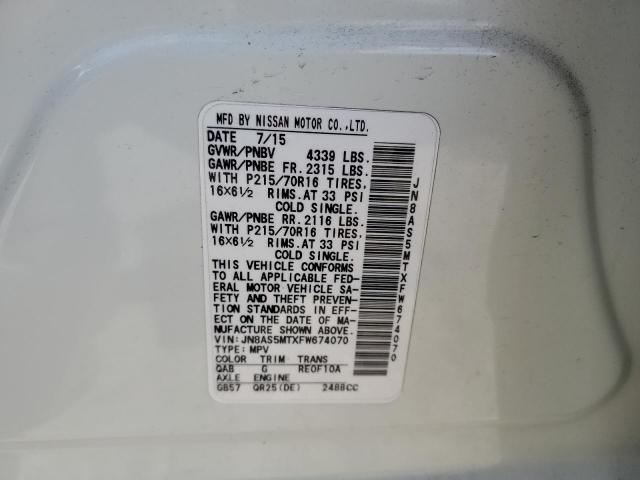 MFD BY NISSAN MOTOR CO.,LTD.
DATE 7/15
GVWR/PNBV 4339 LBS.
GAWR/PNBE FR. 2315 LBS.
WITH P215/70R16 TIRES,
16X6½ RIMS.AT 33 PSI
COLD SINGLE.
GAWR/PNBE RR. 2116 LBS.
WITH P215/70R16 TIRES,
16X6½ RIMS.AT 33 PSI
COLD SINGLE.
THIS VEHICLE CONFORMS
TO ALL APPLICABLE FED-
ERAL MOTOR VEHICLE SA-
FETY AND THEFT PREVEN-
TION STANDARDS IN EFF-
ECT ON THE DATE OF MA-
NUFACTURE SHOWN ABOVE.
VIN:JN8AS5MTXFW674070
TYPE:MPV
COLOR TRIM TRANS
QAB G RE0F10A
AXLE ENGINE
GB57 QR25(DE) 2488CC
JN8AS5MTXFW674070